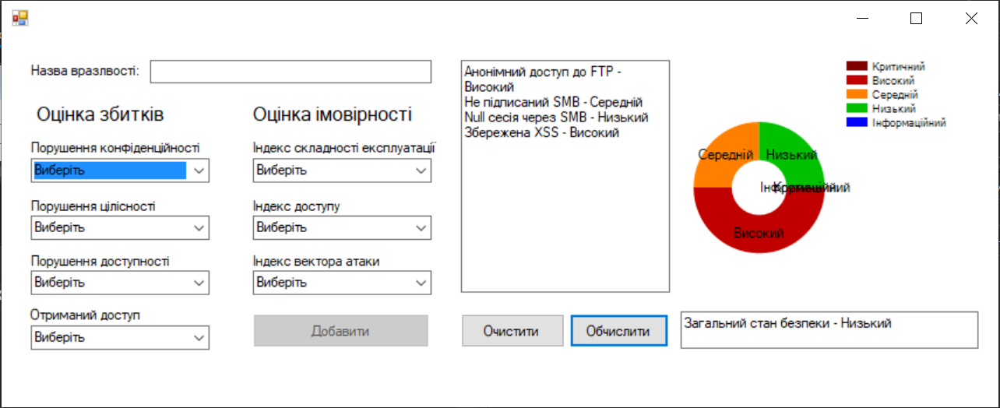 Назва вразлвості:
Оцінка збитків
Порушення конфіденційності
Виберіть
Порушення цілісності
Виберіть
Порушення доступності
Виберіть
Отриманий доступ
Виберіть
Оцінка імовірності
Індекс складності експлуатації
Виберіть
Індекс доступу
Виберіть
Індекс вектора атаки
Виберіть
Добавити
Анонімний доступ до FTP -
Високий
Не підписаний SMB - Середній
Null сесія через SMB - Низький
Збережена XSS - Високий
Очистити
Обчислити
Критичний
Високий
Середній
Низький
Інформаційний
Середній
Низький
Інформаційний
Критичний
Високий
Загальний стан безпеки - Низький